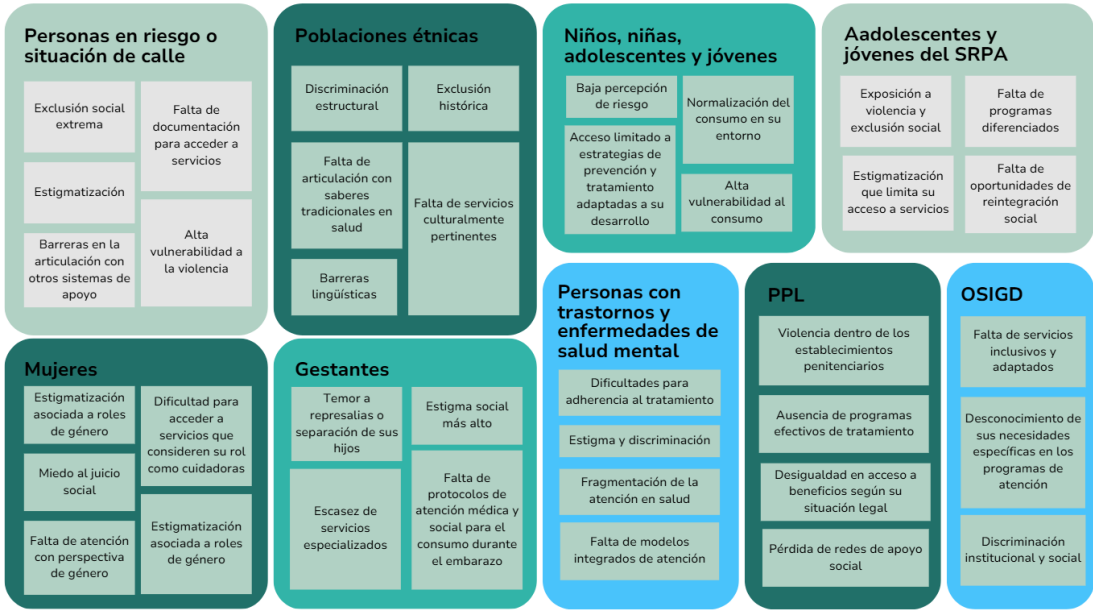 Personas en riesgo o
situación de calle
Exclusión social
extrema
Falta de
documentación
para acceder a
servicios
Estigmatización
Alta
vulnerabilidad a
la violencia
Barreras en la
articulación con
otros sistemas de
apoyo
Poblaciones étnicas
Discriminación
estructural
Exclusión
histórica
Falta de
articulación con
saberes
tradicionales en
salud
Falta de servicios
culturalmente
pertinentes
Barreras
lingüísticas
Niños, niñas,
adolescentes y jóvenes
Baja percepción
de riesgo
Normalización del
consumo en su
entorno
Acceso limitado a
estrategias de
prevención y
tratamiento
adaptadas a su
desarrollo
Alta
vulnerabilidad al
consumo
Aadolescentes y
jóvenes del SRPA
Exposición a
violencia y
exclusión social
Falta de
programas
diferenciados
Estigmatización
que limita su
acceso a servicios
Falta de
oportunidades de
reintegración
social
Mujeres
Estigmatización
asociada a roles
de género
Dificultad para
acceder a
servicios que
consideren su rol
como cuidadoras
Miedo al juicio
social
Falta de atención
con perspectiva
de género
Estigmatización
asociada a roles
de género
Gestantes
Temor a
represalias o
separación de sus
hijos
Estigma social
más alto
Escasez de
servicios
especializados
Falta de
protocolos de
atención médica y
social para el
consumo durante
el embarazo
Personas con
trastornos y
enfermedades de
salud mental
Dificultades para
adherencia al tratamiento
Estigma y discriminación
Fragmentación de la
atención en salud
Falta de modelos
integrados de atención
PPL
Violencia dentro de los
establecimientos
penitenciarios
Ausencia de programas
efectivos de tratamiento
Desigualdad en acceso a
beneficios según su
situación legal
Pérdida de redes de apoyo
social
OSIGD
Falta de servicios
inclusivos y
adaptados
Desconocimiento de
sus necesidades
específicas en los
programas de
atención
Discriminación
institucional y social